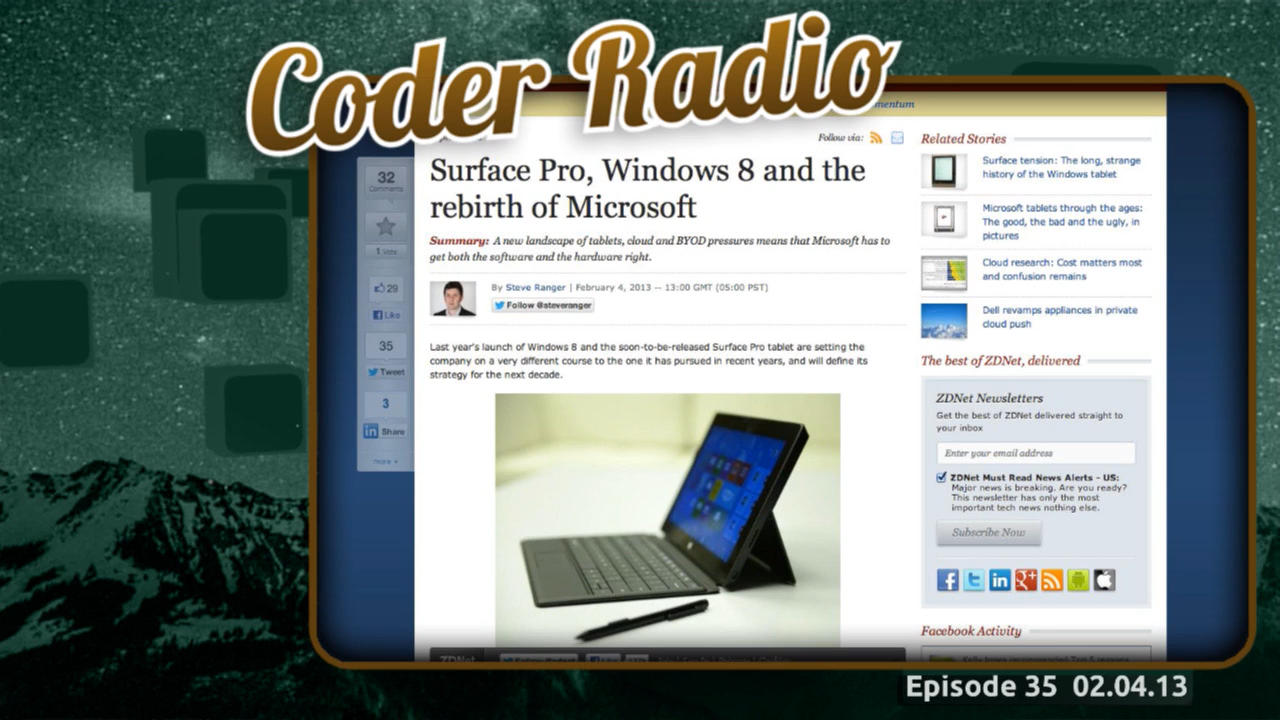 Coder Radio
mentum
Follow via:
Surface Pro, Windows 8 and the
rebirth of Microsoft
Summary: A new landscape of tablets, cloud and BYOD pressures means that Microsoft has to
get both the software and the hardware right.
By Steve Ranger | February 4, 2013 -- 13:00 GMT (05:00 PST)
Follow @steveranger
Last year's launch of Windows 8 and the soon-to-be-released Surface Pro tablet are setting the
company on a very different course to the one it has pursued in recent years, and will define its
strategy for the next decade.
32
Comments
1 Vote
29
Like
35
Tweet
3
in Share
more +
Related Stories
Surface tension: The long, strange
history of the Windows tablet
Microsoft tablets through the ages:
The good, the bad and the ugly, in
pictures
Cloud research: Cost matters most
and confusion remains
Dell revamps appliances in private
cloud push
The best of ZDNet, delivered
ZDNet Newsletters
Get the best of ZDNet delivered straight to
your inbox
Enter your email address
ZDNet Must Read News Alerts - US:
Major news is breaking. Are you ready?
This newsletter has only the most
important tech news nothing else.
Subscribe Now
Facebook Activity
ZDNet
Episode 35 02.04.13